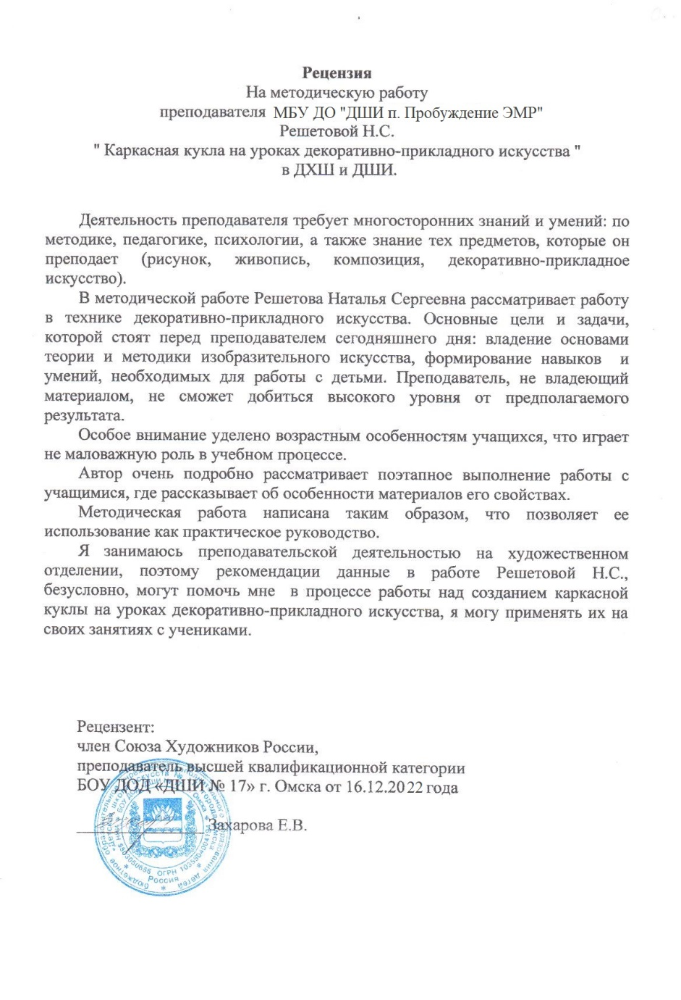 Рецензия
На методическую работу
преподавателя МБУ ДО "ДШИ п. Пробуждение ЭМР"
Решетовой Н.С.
" Каркасная кукла на уроках декоративно-прикладного искусства "
в ДХШ и ДШИ.
Деятельность преподавателя требует многосторонних знаний и умений: по
методике, педагогике, психологии, а также знание тех предметов, которые он
преподает (рисунок, живопись, композиция, декоративно-прикладное
искусство).
В методической работе Решетова Наталья Сергеевна рассматривает работу
в технике декоративно-прикладного искусства. Основные цели и задачи,
которой стоят перед преподавателем сегодняшнего дня: владение основами
теории и методики изобразительного искусства, формирование навыков и
умений, необходимых для работы с детьми. Преподаватель, не владеющий
материалом, не сможет добиться высокого уровня от предполагаемого
результата.
Особое внимание уделено возрастным особенностям учащихся, что играет
не маловажную роль в учебном процессе.
Автор очень подробно рассматривает поэтапное выполнение работы с
учащимися, где рассказывает об особенности материалов его свойствах.
Методическая работа написана таким образом, что позволяет ее
использование как практическое руководство.
Я занимаюсь преподавательской деятельностью на художественном
отделении, поэтому рекомендации данные в работе Решетовой Н.С.,
безусловно, могут помочь мне в процессе работы над созданием каркасной
куклы на уроках декоративно-прикладного искусства, я могу применять их на
своих занятиях с учениками.
Рецензент:
член Союза Художников России,
преподаватель высшей квалификационной категории
БОУ ДОД «ДШИ № 17» г. Омска от 16.12.2022 года
Захарова Е.В.
ОГРН
Россия